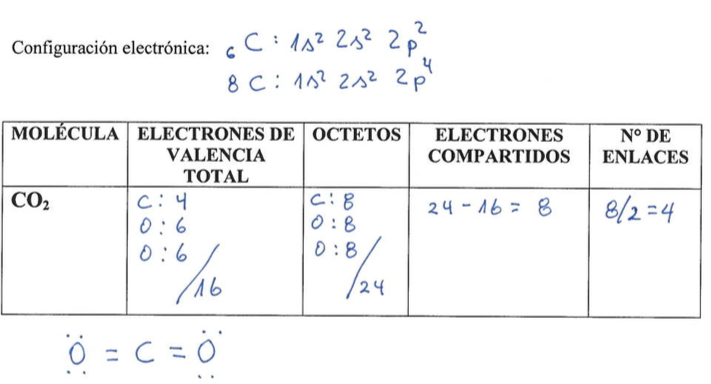 Configuración electrónica: ₆C : 1s² 2s² 2p²
8 C : 1s² 2s² 2p⁴
MOLÉCULA ELECTRONES DE VALENCIA TOTAL OCTETOS ELECTRONES COMPARTIDOS Nº DE ENLACES
CO₂ C : 4 C : 8 24 - 16 = 8 8/2 = 4
O : 6 O : 8
O : 6 O : 8
/16 /24
O = C = O